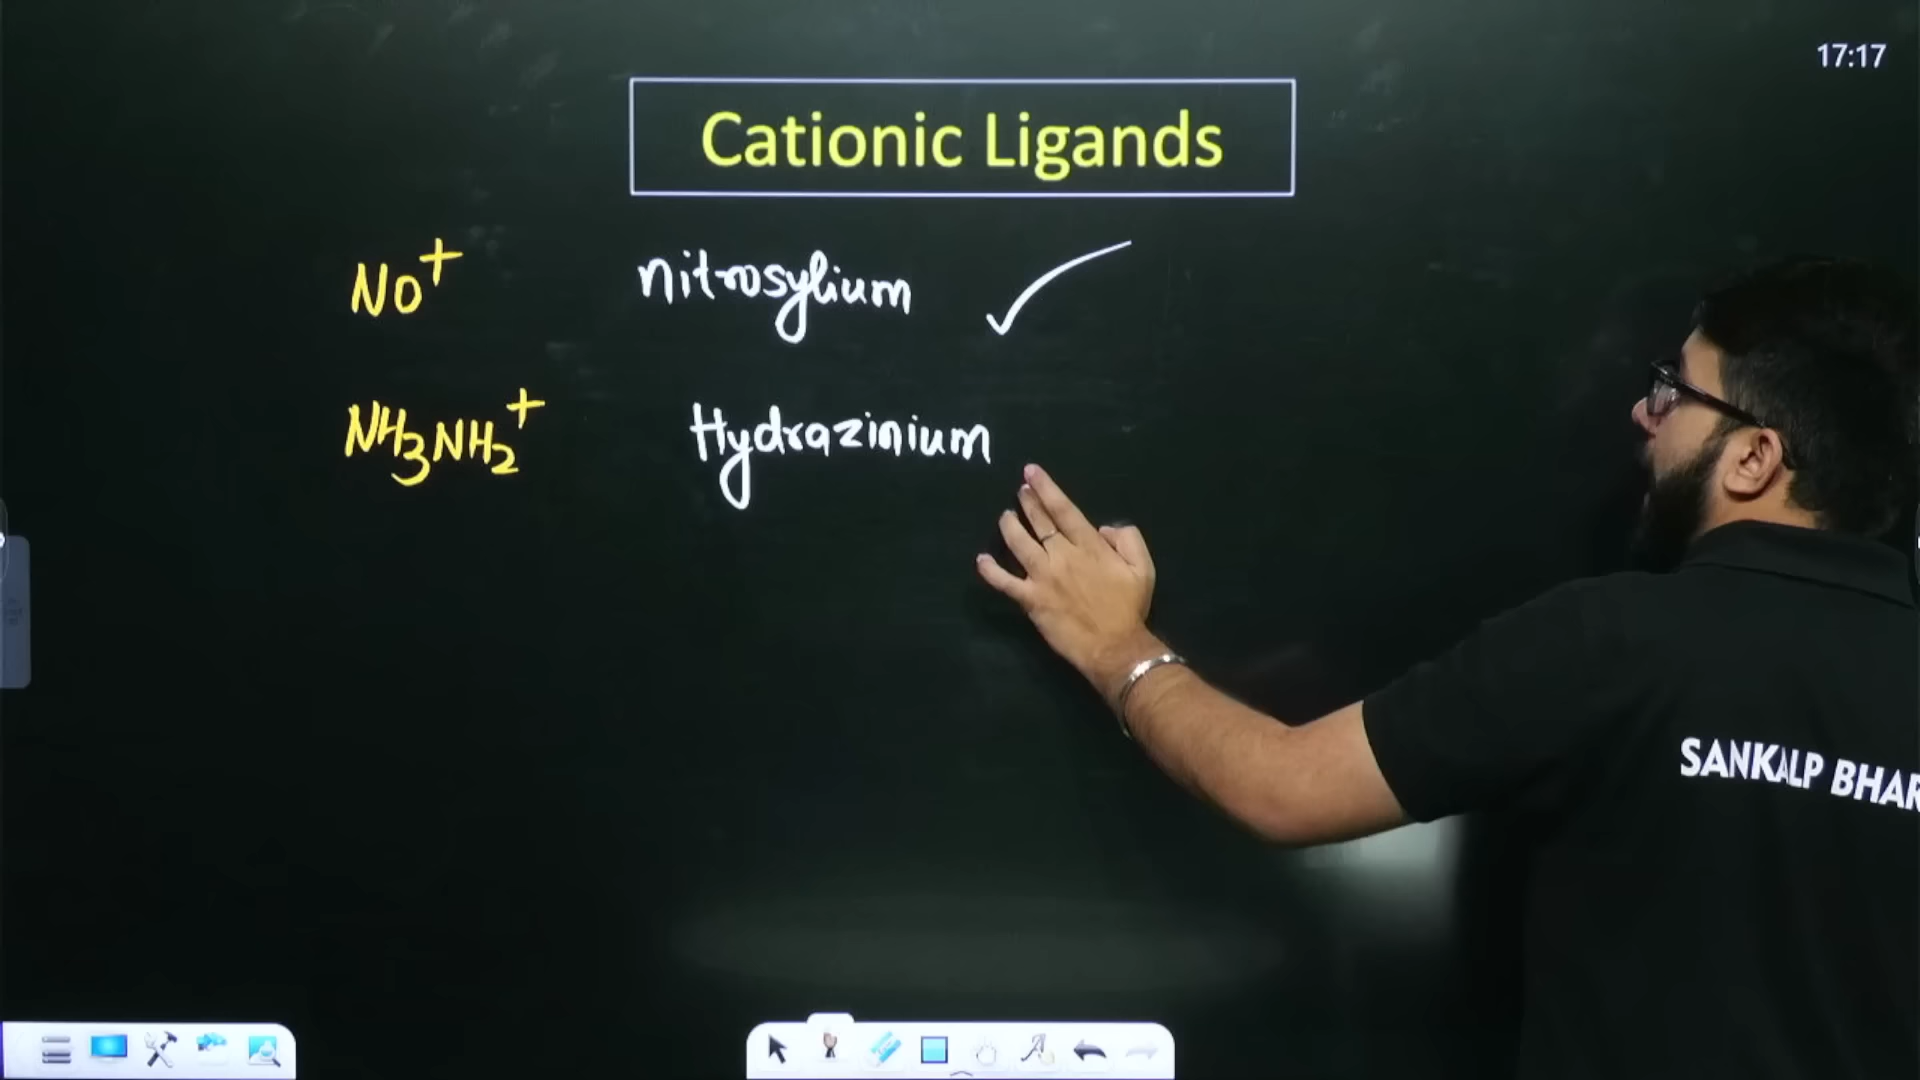 17:17
Cationic Ligands
NO⁺ nitrosylium ✓
NH₃NH₂⁺ Hydrazinium
SANKALP BHAR